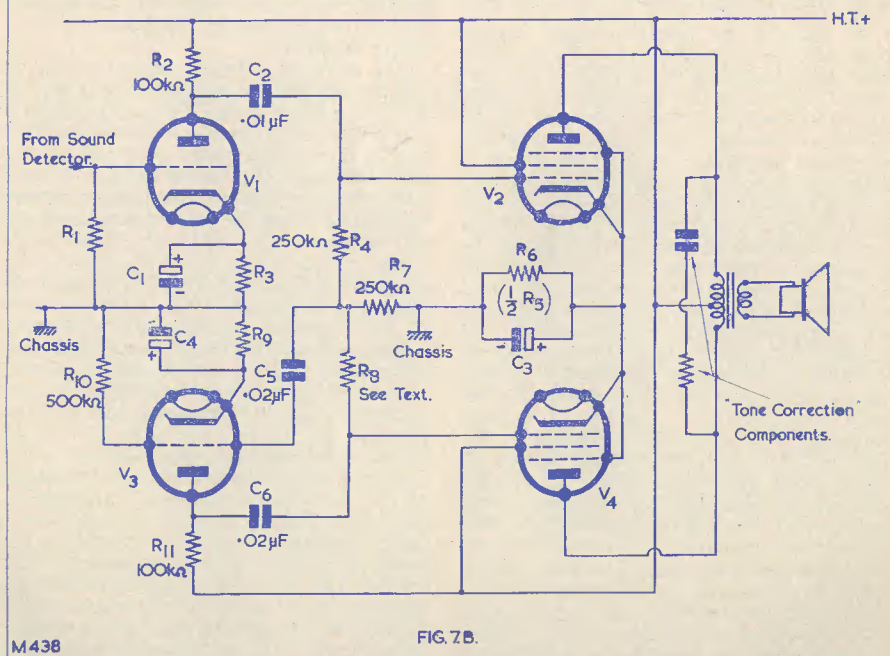 H.T.+
R2
100kΩ
C2
·01µF
From Sound
Detector.
V1
V2
R1
250kΩ
R4
C1
+
-
R3
R7
250kΩ
R6
(½ R5)
Chassis
C4
+
R9
Chassis
-
+
C3
R10
500kΩ
C5
·02µF
R8
See Text.
"Tone Correction"
Components.
V3
V4
C6
·02µF
R11
100kΩ
M438
FIG.7.B.